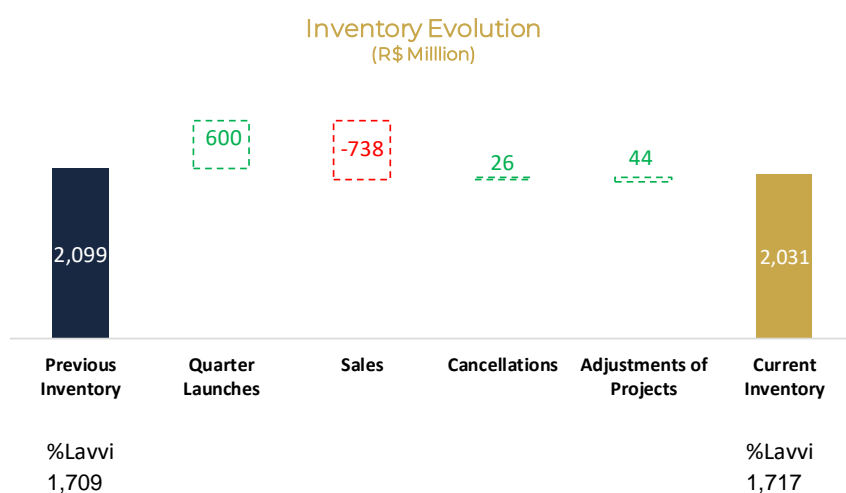 Inventory Evolution
(R$ Milllion)
600
-738
26
44
2,099
2,031
Previous Inventory
Quarter Launches
Sales
Cancellations
Adjustments of Projects
Current Inventory
%Lavvi
1,709
%Lavvi
1,717